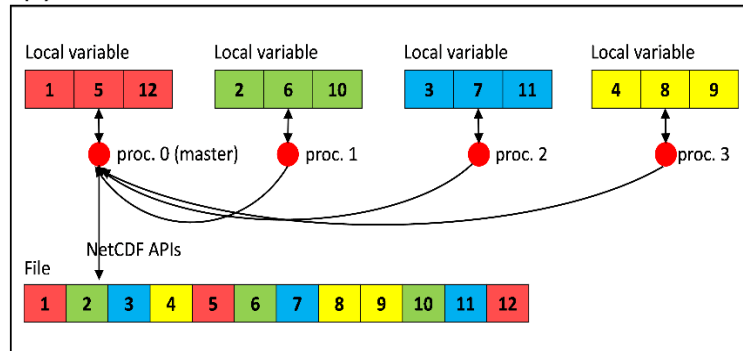 Local variable Local variable Local variable Local variable
1 5 12 2 6 10 3 7 11 4 8 9
proc. 0 (master) proc. 1 proc. 2 proc. 3
NetCDF APIs
File
1 2 3 4 5 6 7 8 9 10 11 12